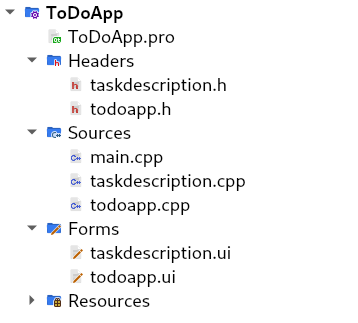 ToDoApp
ToDoApp.pro
Headers
taskdescription.h
todoapp.h
Sources
main.cpp
taskdescription.cpp
todoapp.cpp
Forms
taskdescription.ui
todoapp.ui
Resources